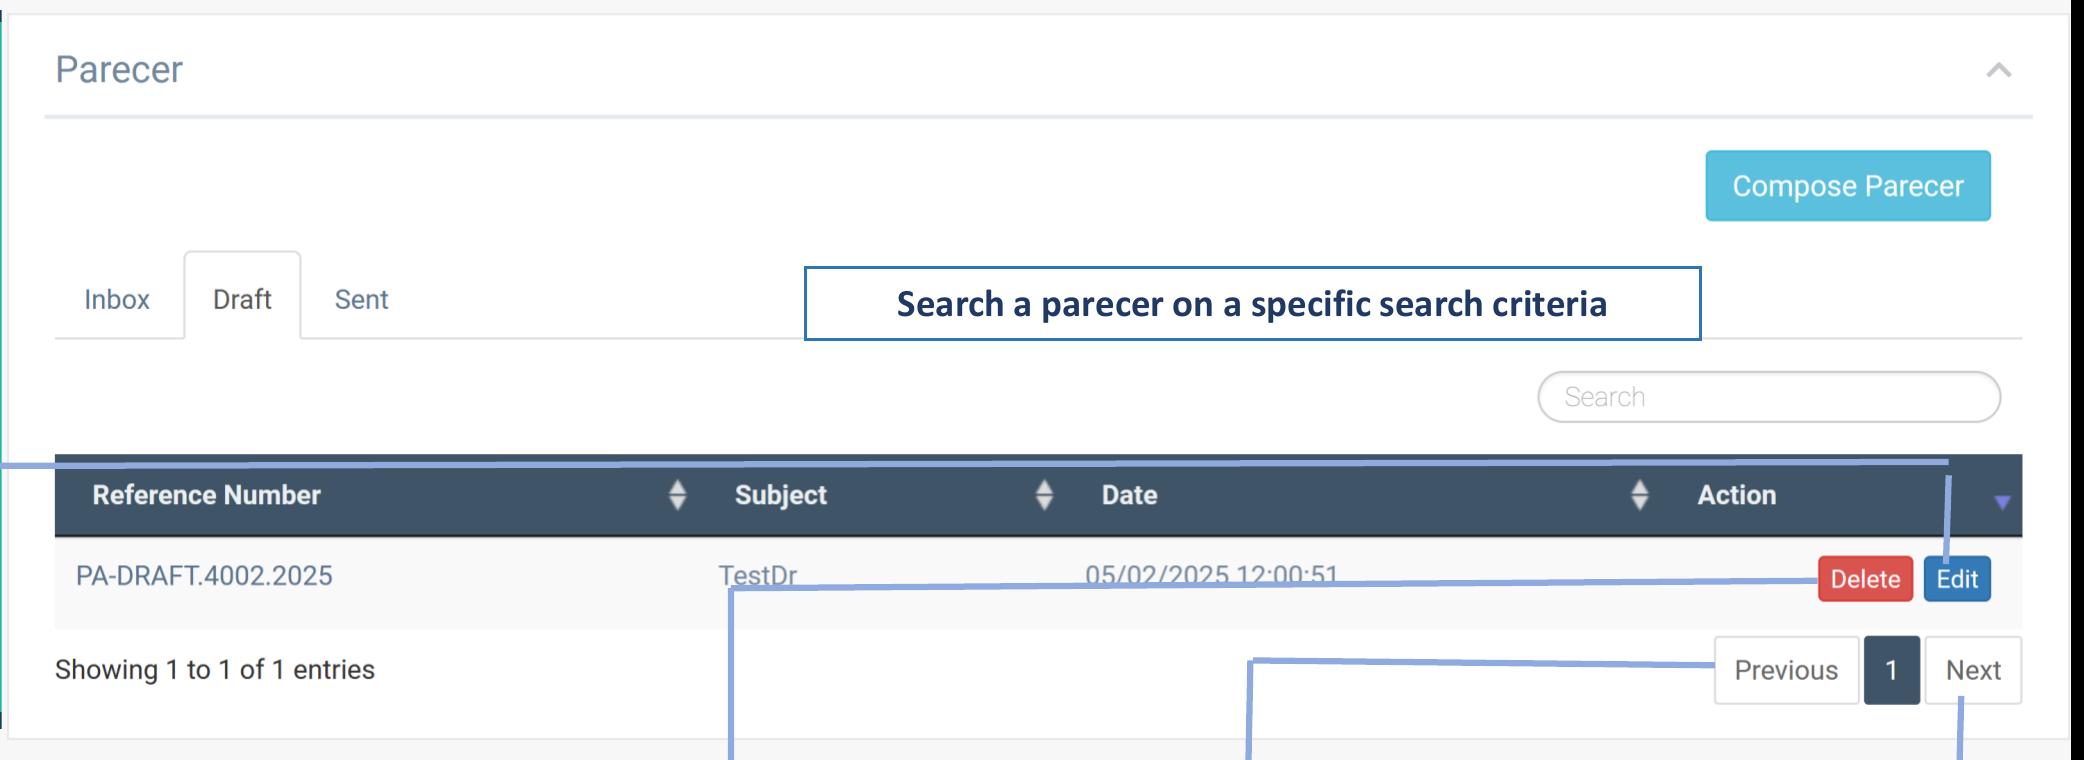 Parecer
Compose Parecer
Inbox Draft Sent
Search a parecer on a specific search criteria
Search
Reference Number Subject Date Action
PA-DRAFT.4002.2025 TestDr 05/02/2025 12:00:51 Delete Edit
Showing 1 to 1 of 1 entries Previous 1 Next